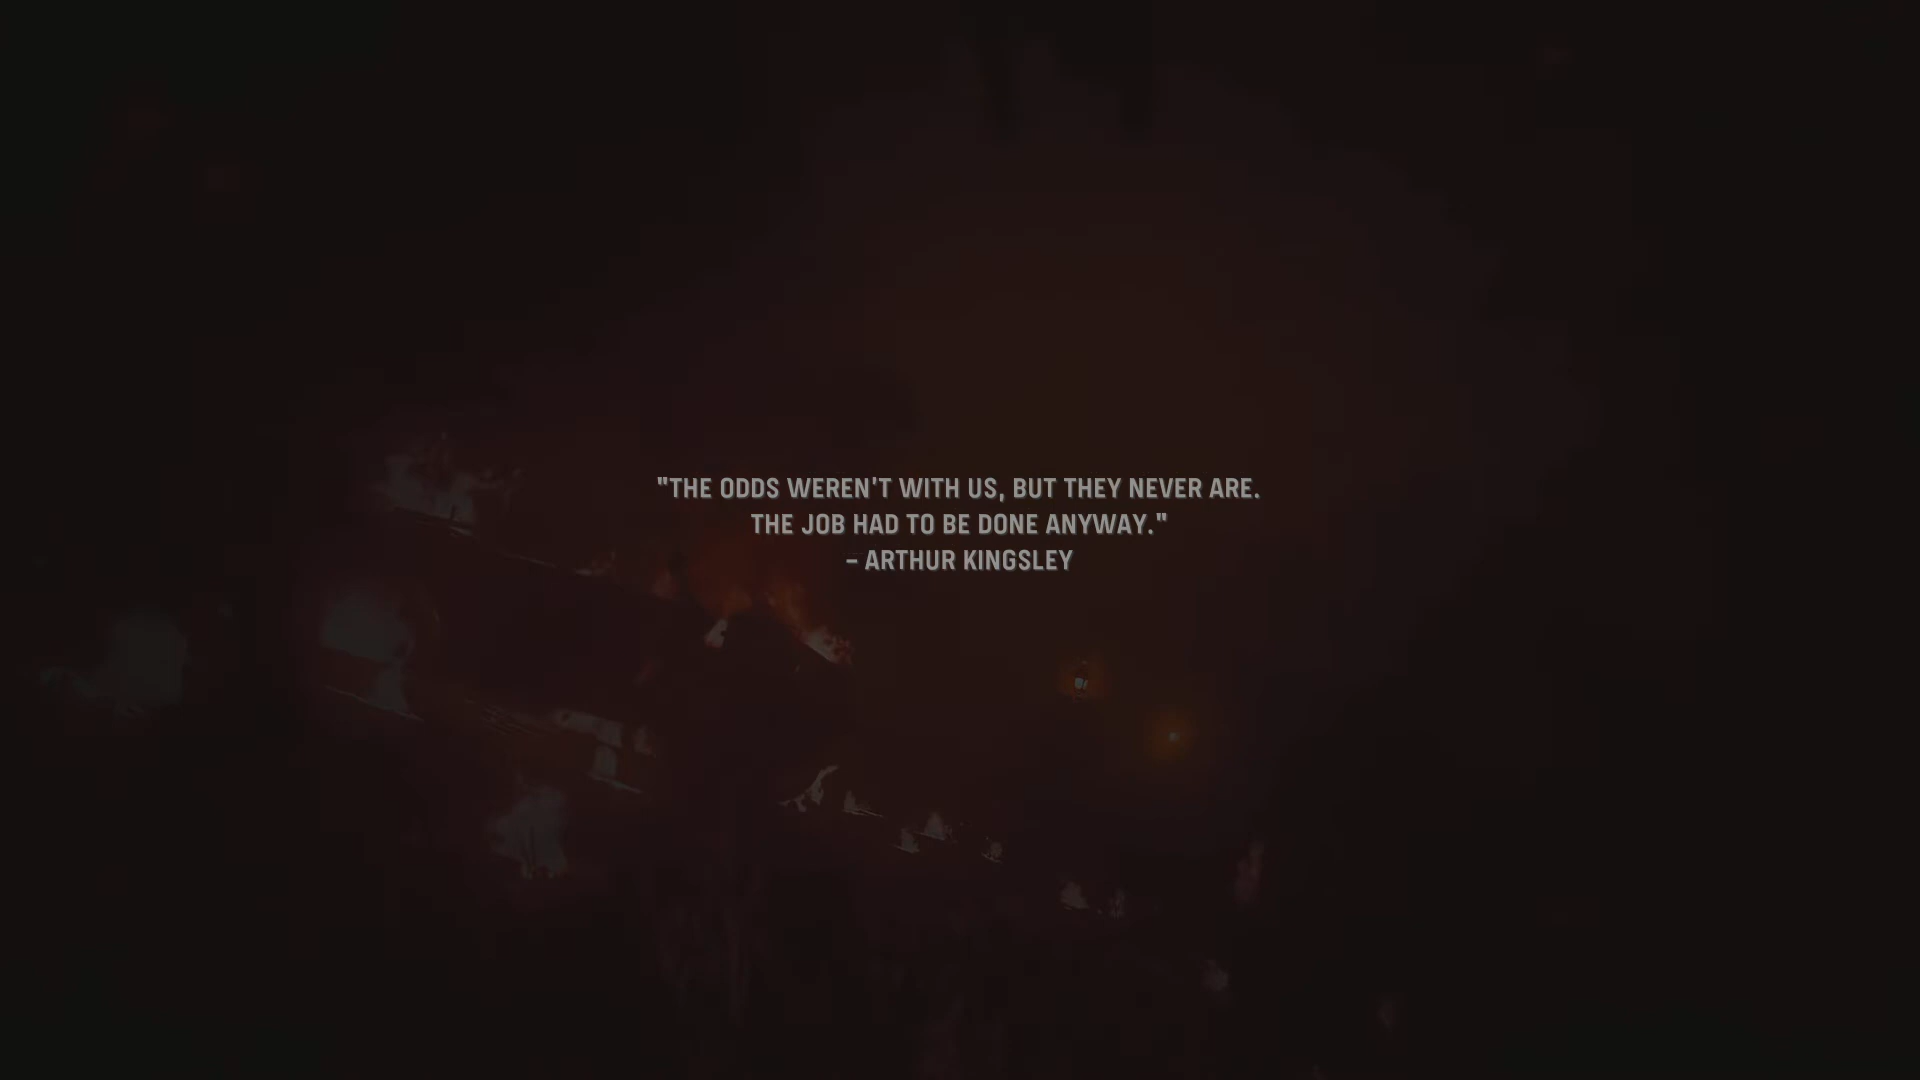 "THE ODDS WEREN'T WITH US, BUT THEY NEVER ARE.
THE JOB HAD TO BE DONE ANYWAY."
- ARTHUR KINGSLEY